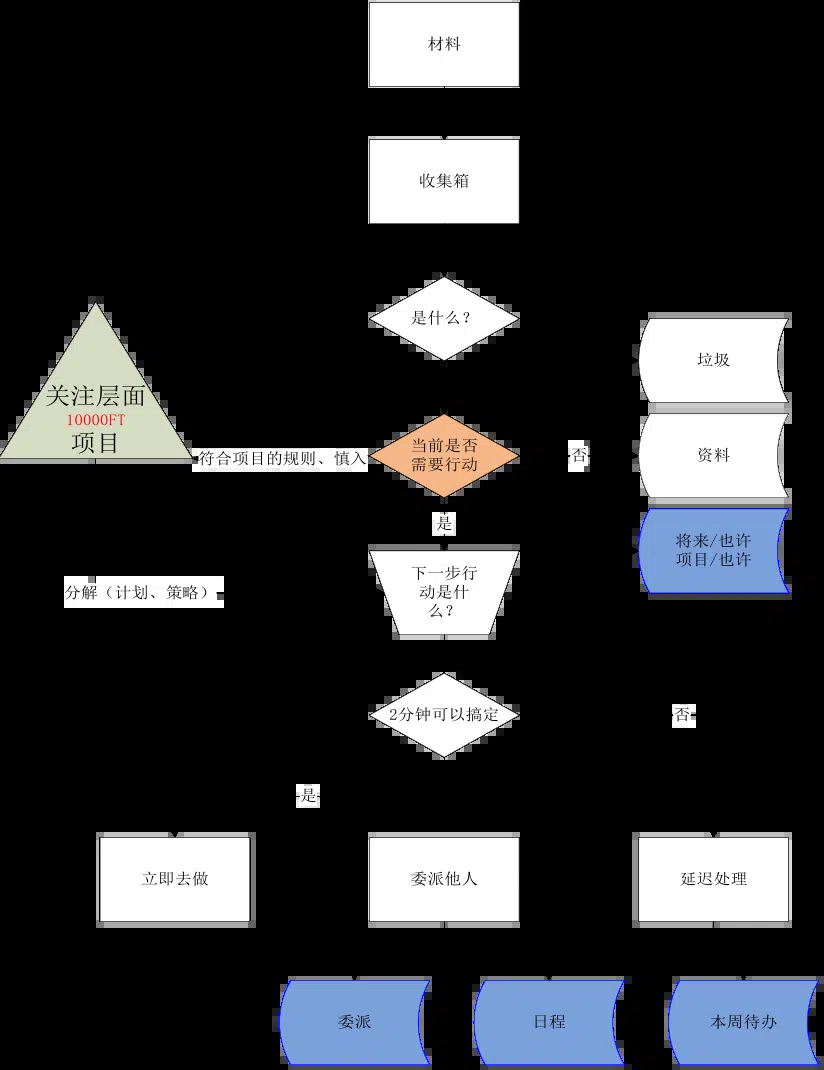 材料
收集箱
是什么?
垃圾
关注层面
10000FT
项目
符合项目的规则、慎入
当前是否
需要行动
否
资料
是
将来/也许
项目/也许
分解（计划、策略）
下一步行
动是什
么?
2分钟可以搞定
否
是
立即去做
委派他人
延迟处理
委派
日程
本周待办